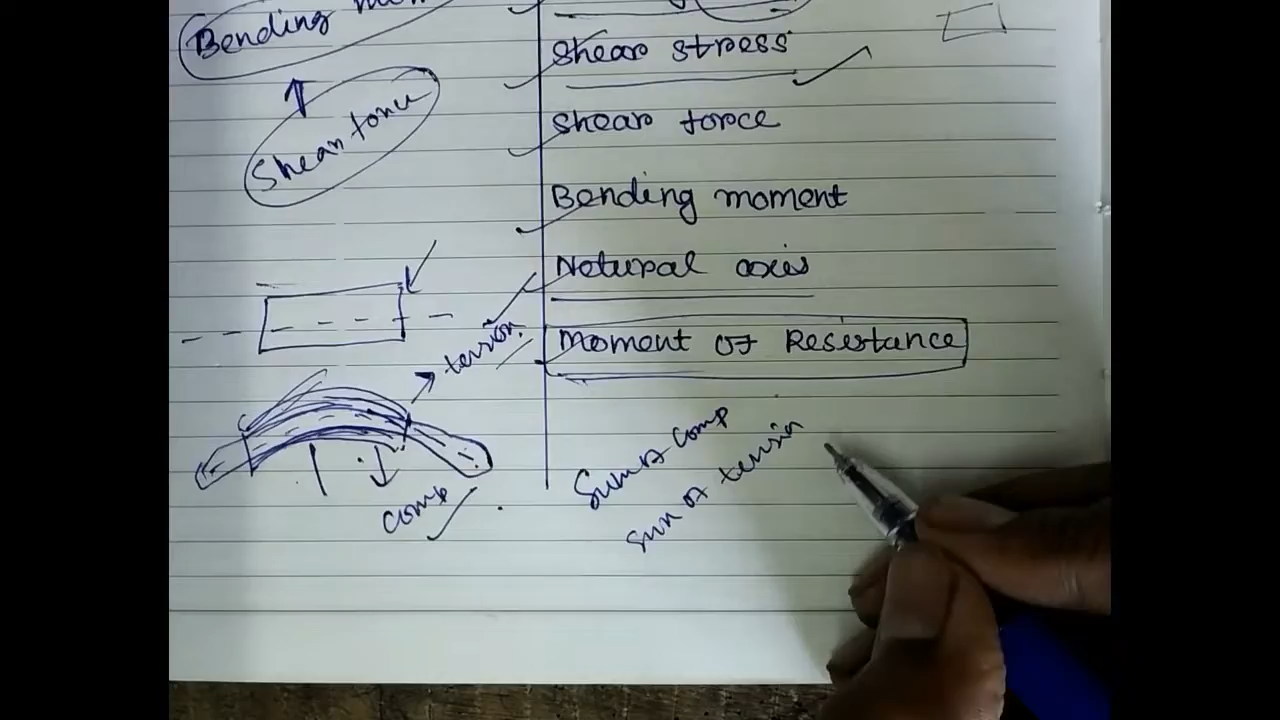 Bending
Shear stress
Shear force
Shear force
Bending moment
Netural axis
Moment of Resistance
tension
comp
Sum of comp
Sum of tension